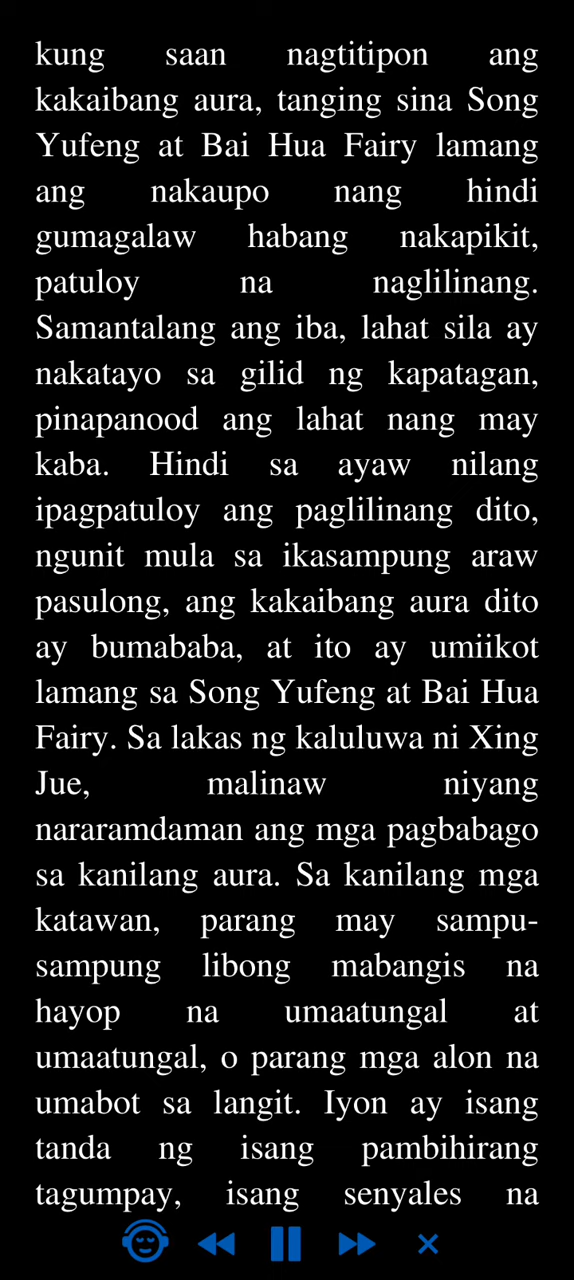 kung saan nagtitipon ang
kakaibang aura, tanging sina Song
Yufeng at Bai Hua Fairy lamang
ang nakaupo nang hindi
gumagalaw habang nakapikit,
patuloy na naglilinang.
Samantalang ang iba, lahat sila ay
nakatayo sa gilid ng kapatagan,
pinapanood ang lahat nang may
kaba. Hindi sa ayaw nilang
ipagpatuloy ang paglilinang dito,
ngunit mula sa ikasampung araw
pasulong, ang kakaibang aura dito
ay bumababa, at ito ay umiikot
lamang sa Song Yufeng at Bai Hua
Fairy. Sa lakas ng kaluluwa ni Xing
Jue, malinaw niyang
nararamdaman ang mga pagbabago
sa kanilang aura. Sa kanilang mga
katawan, parang may sampu-
sampung libong mabangis na
hayop na umaatungal at
umaatungal, o parang mga alon na
umabot sa langit. Iyon ay isang
tanda ng isang pambihirang
tagumpay, isang senyales na